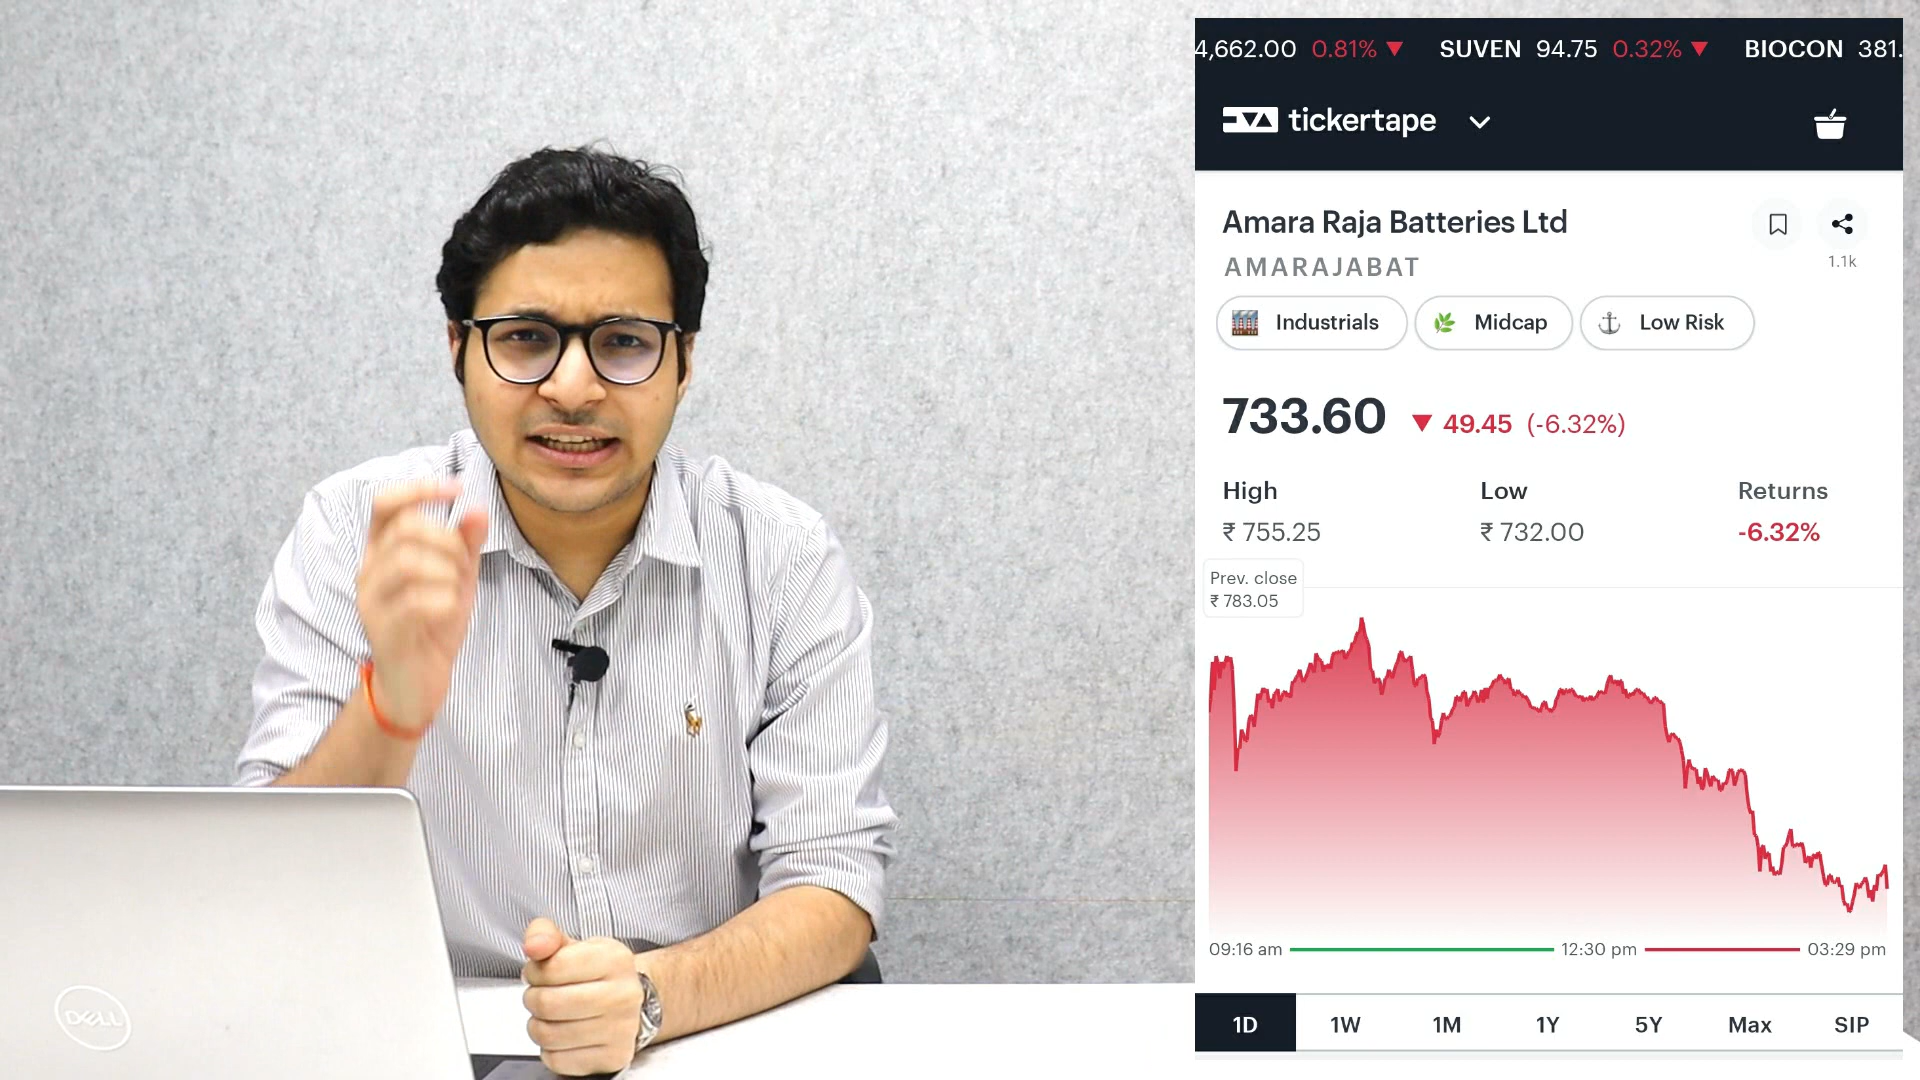 4,662.00 0.81% ▼ SUVEN 94.75 0.32% ▼ BIOCON 381.
tickertape
Amara Raja Batteries Ltd
AMARAJABAT
1.1k
Industrials Midcap Low Risk
733.60 ▼ 49.45 (-6.32%)
High Low Returns
₹ 755.25 ₹ 732.00 -6.32%
Prev. close
₹ 783.05
09:16 am 12:30 pm 03:29 pm
1D 1W 1M 1Y 5Y Max SIP
DELL